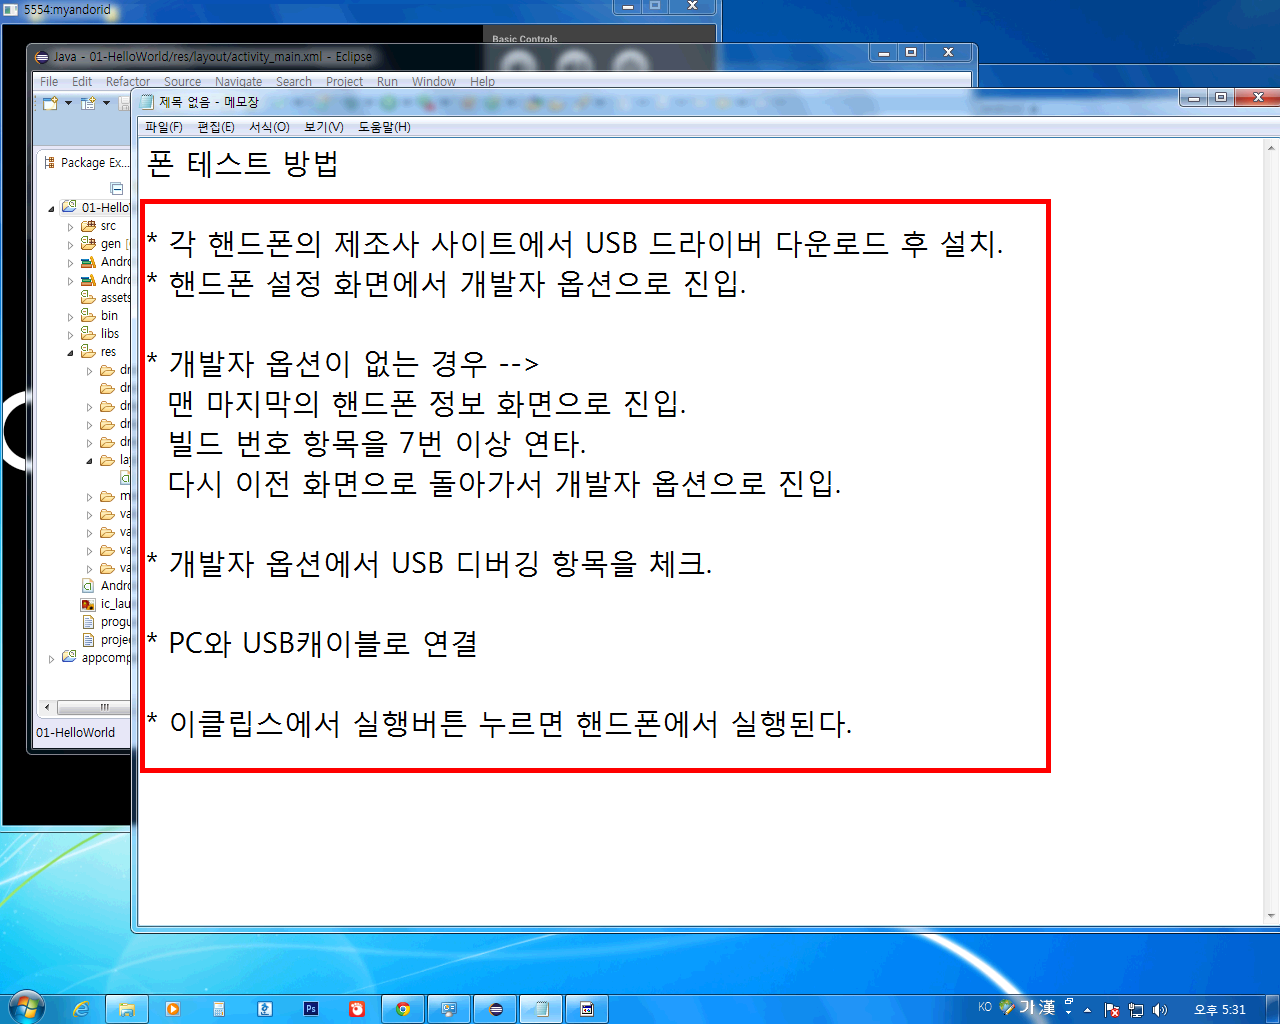 5554:myandorid
Basic Controls
Java - 01-HelloWorld/res/layout/activity_main.xml - Eclipse
File Edit Refactor Source Navigate Search Project Run Window Help
제목 없음 - 메모장
파일(F) 편집(E) 서식(O) 보기(V) 도움말(H)
폰 테스트 방법
* 각 핸드폰의 제조사 사이트에서 USB 드라이버 다운로드 후 설치.
* 핸드폰 설정 화면에서 개발자 옵션으로 진입.
* 개발자 옵션이 없는 경우 -->
맨 마지막의 핸드폰 정보 화면으로 진입.
빌드 번호 항목을 7번 이상 연타.
다시 이전 화면으로 돌아가서 개발자 옵션으로 진입.
* 개발자 옵션에서 USB 디버깅 항목을 체크.
* PC와 USB캐이블로 연결
* 이클립스에서 실행버튼 누르면 핸드폰에서 실행된다.
Package Ex...
01-Hello
src
gen
Andro
Andro
assets
bin
libs
res
dr
dr
dr
dr
dr
la
m
va
va
va
va
Andro
ic_lau
progu
projec
appcomp
01-HelloWorld
KO 가 漢
오후 5:31